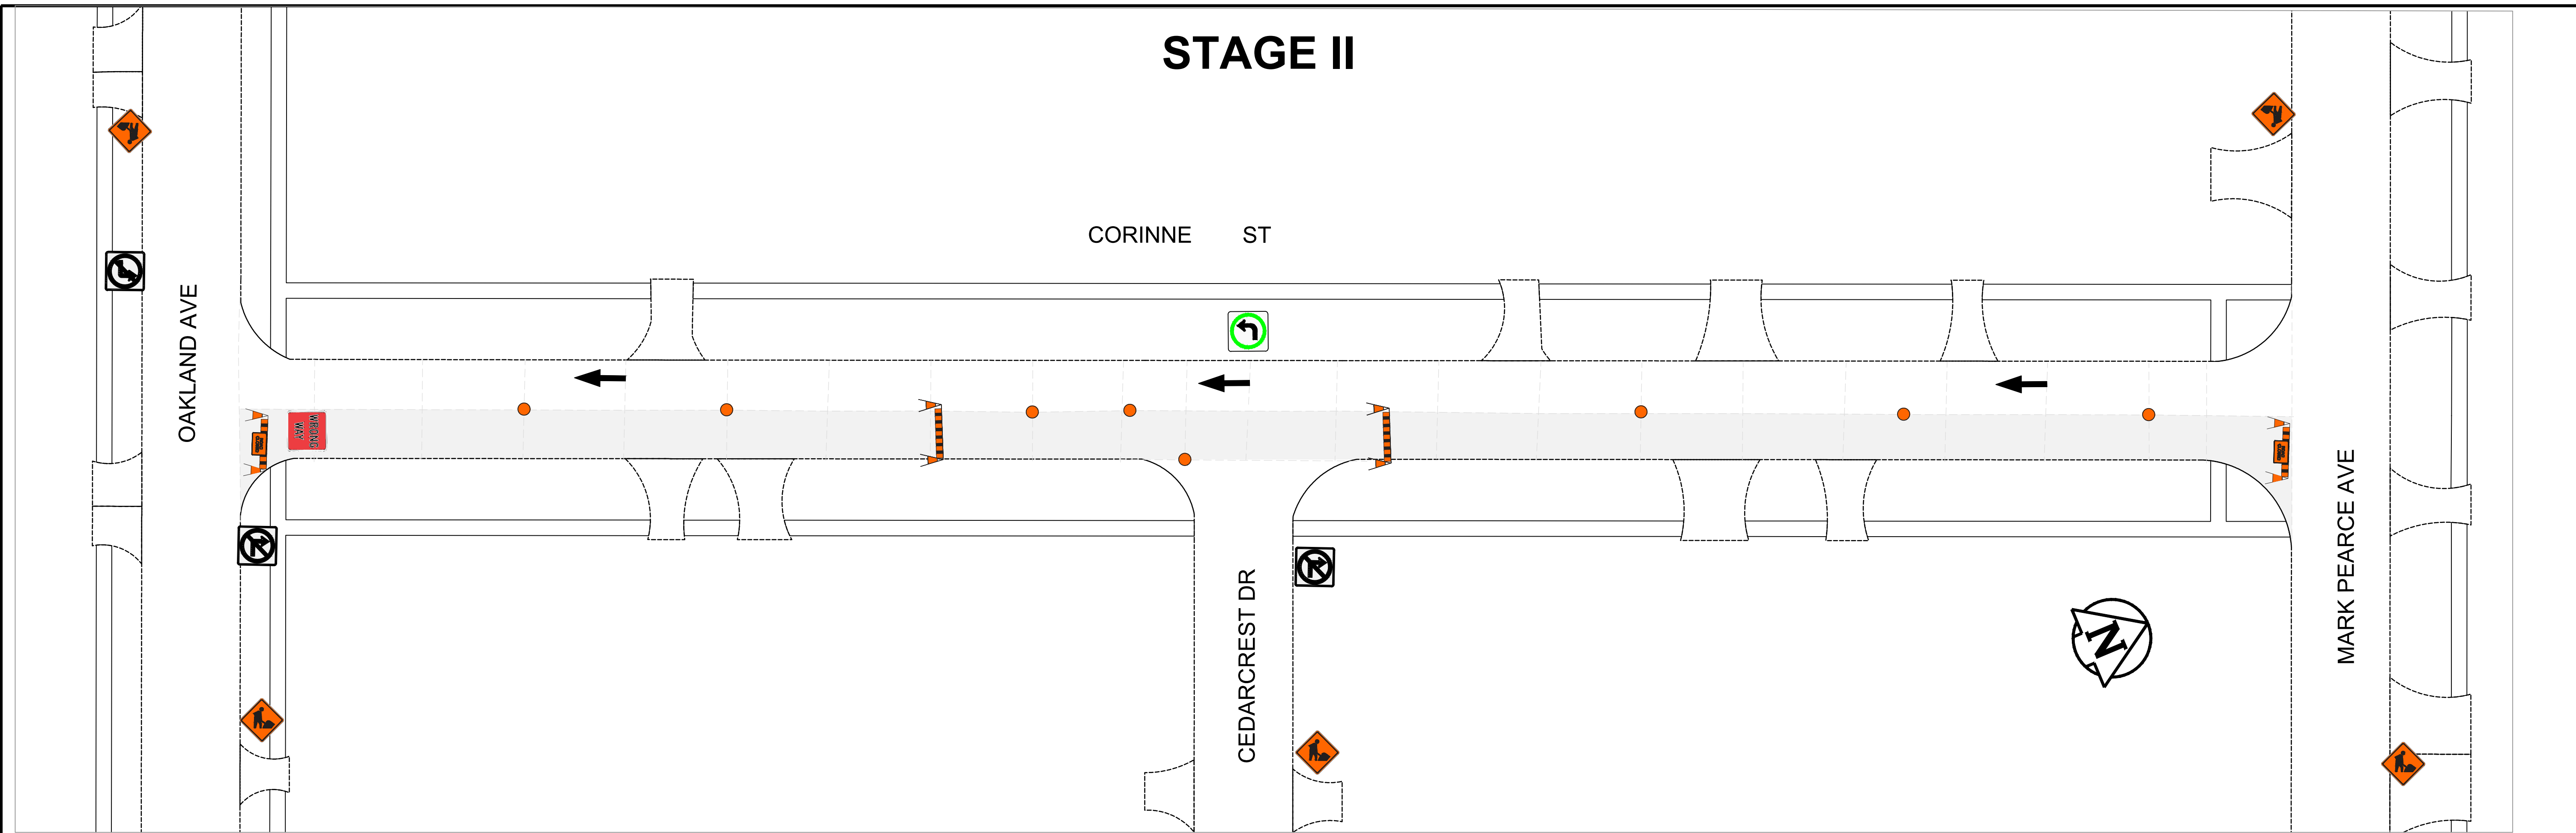 STAGE II
CORINNE ST
OAKLAND AVE
WRONG
WAY
CEDARCREST DR
MARK PEARCE AVE
N